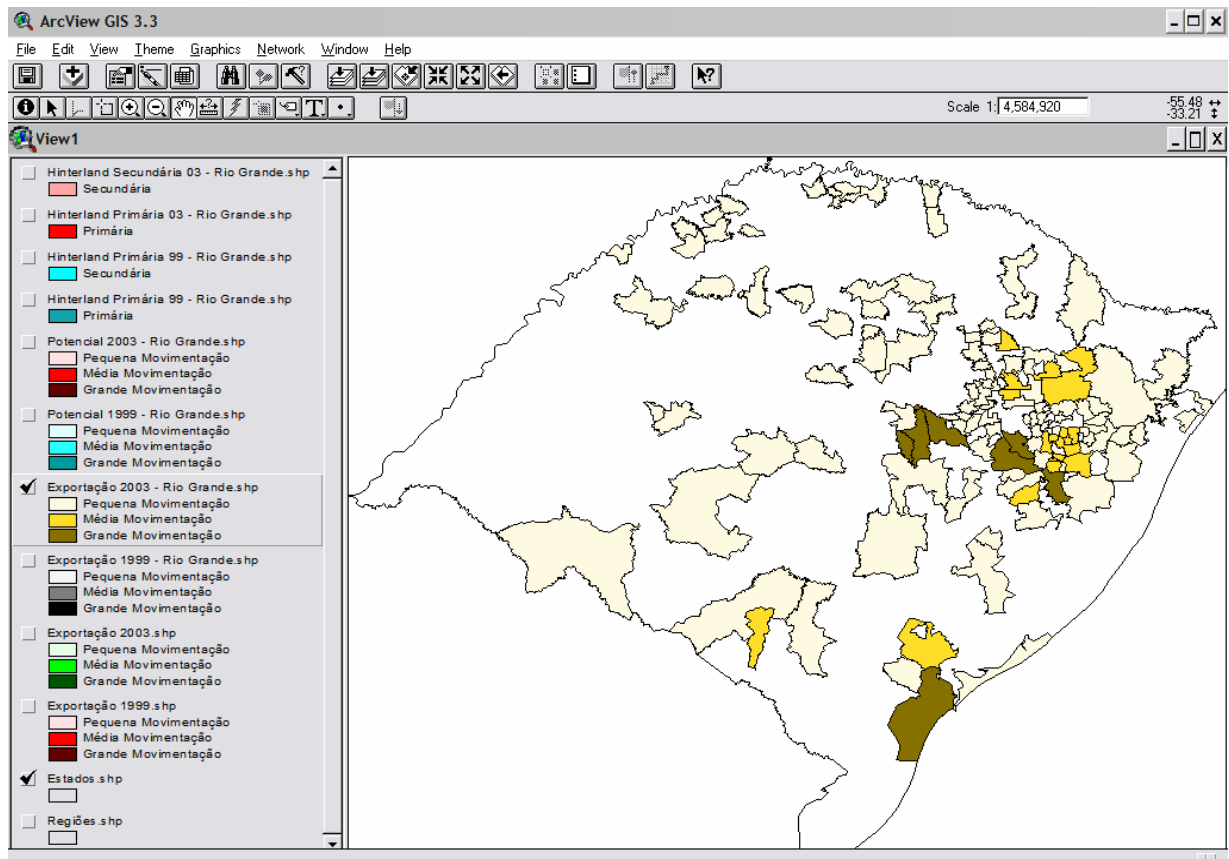 ArcView GIS 3.3
File Edit View Theme Graphics Network Window Help
Scale 1: 4,584,920
-55.48
-33.21
View1
Hinterland Secundária 03 - Rio Grande.shp
Secundária
Hinterland Primária 03 - Rio Grande.shp
Primária
Hinterland Primária 99 - Rio Grande.shp
Secundária
Hinterland Primária 99 - Rio Grande.shp
Primária
Potencial 2003 - Rio Grande.shp
Pequena Movimentação
Média Movimentação
Grande Movimentação
Potencial 1999 - Rio Grande.shp
Pequena Movimentação
Média Movimentação
Grande Movimentação
Exportação 2003 - Rio Grande.shp
Pequena Movimentação
Média Movimentação
Grande Movimentação
Exportação 1999 - Rio Grande.shp
Pequena Movimentação
Média Movimentação
Grande Movimentação
Exportação 2003.shp
Pequena Movimentação
Média Movimentação
Grande Movimentação
Exportação 1999.shp
Pequena Movimentação
Média Movimentação
Grande Movimentação
Estados.shp
Regiões.shp